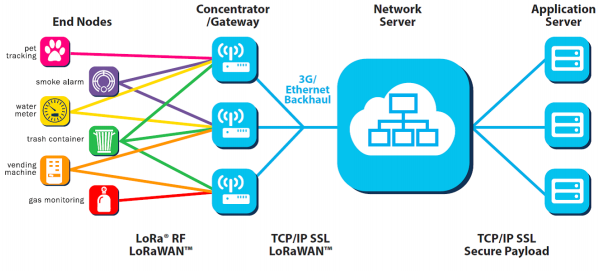 End Nodes
Concentrator
/Gateway
Network
Server
Application
Server
pet
tracking
smoke alarm
water
meter
trash container
vending
machine
gas monitoring
3G/
Ethernet
Backhaul
LoRa® RF
LoRaWAN™
TCP/IP SSL
LoRaWAN™
TCP/IP SSL
Secure Payload